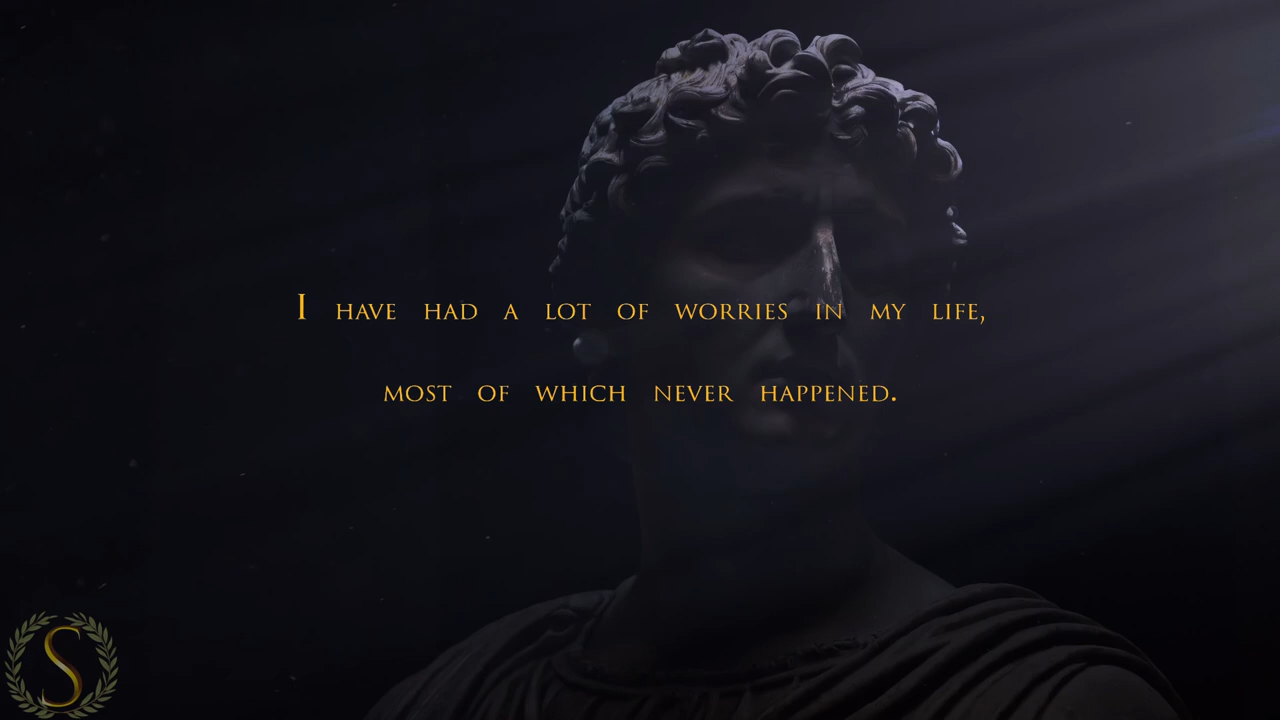 I have had a lot of worries in my life,
most of which never happened.
S